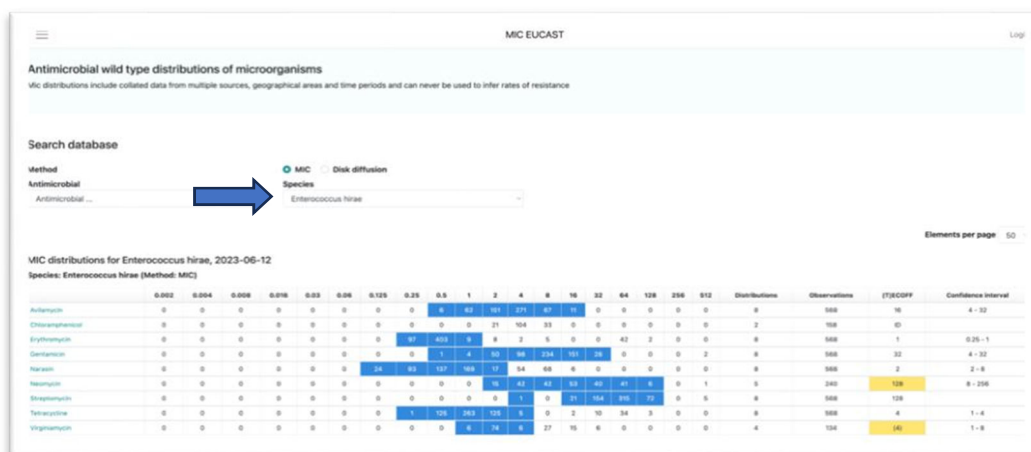 MIC EUCAST
Logi
Antimicrobial wild type distributions of microorganisms
Mic distributions include collated data from multiple sources, geographical areas and time periods and can never be used to infer rates of resistance
Search database
Method
MIC Disk diffusion
Antimicrobial Species
Antimicrobial ... Enterococcus hirae
Elements per page 50
MIC distributions for Enterococcus hirae, 2023-06-12
Species: Enterococcus hirae (Method: MIC)
0.002 0.004 0.008 0.016 0.03 0.06 0.125 0.25 0.5 1 2 4 8 16 32 64 128 256 512 Distributions Observations (T)ECOFF Confidence interval
Avilamycin 0 0 0 0 0 0 0 0 6 62 151 271 67 11 0 0 0 0 0 8 568 16 4 - 32
Chloramphenicol 0 0 0 0 0 0 0 0 0 0 21 104 33 0 0 0 0 0 0 2 158 ID
Erythromycin 0 0 0 0 0 0 0 97 403 9 8 2 5 0 0 42 2 0 0 8 568 1 0.25 - 1
Gentamicin 0 0 0 0 0 0 0 0 1 4 50 98 234 151 28 0 0 0 2 8 568 32 4 - 32
Narasin 0 0 0 0 0 0 24 83 137 169 17 54 68 6 0 0 0 0 0 8 568 2 2 - 8
Neomycin 0 0 0 0 0 0 0 0 0 0 15 42 42 53 40 41 6 0 1 5 240 128 8 - 256
Streptomycin 0 0 0 0 0 0 0 0 0 0 0 1 0 21 154 315 72 0 5 8 568 128
Tetracycline 0 0 0 0 0 0 0 1 126 263 125 5 0 2 10 34 3 0 0 8 568 4 1 - 4
Virginiamycin 0 0 0 0 0 0 0 0 0 6 74 6 27 15 6 0 0 0 0 4 134 (4) 1 - 8